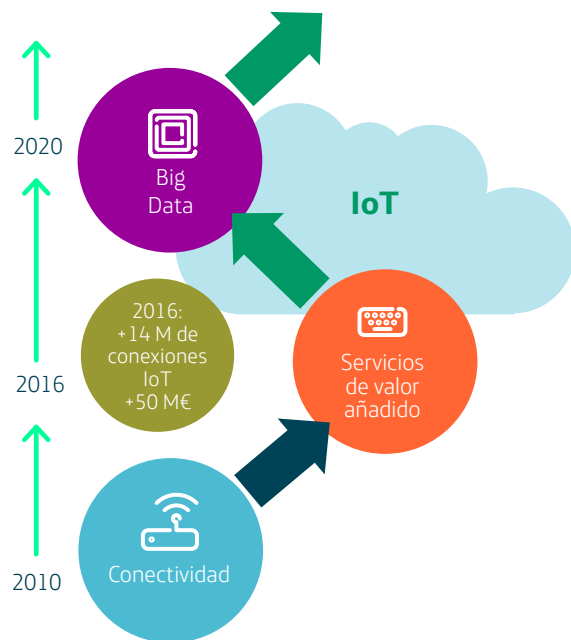 2020
Big
Data
IoT
2016:
+14 M de
conexiones
IoT
+50 M€
Servicios
de valor
añadido
2016
Conectividad
2010